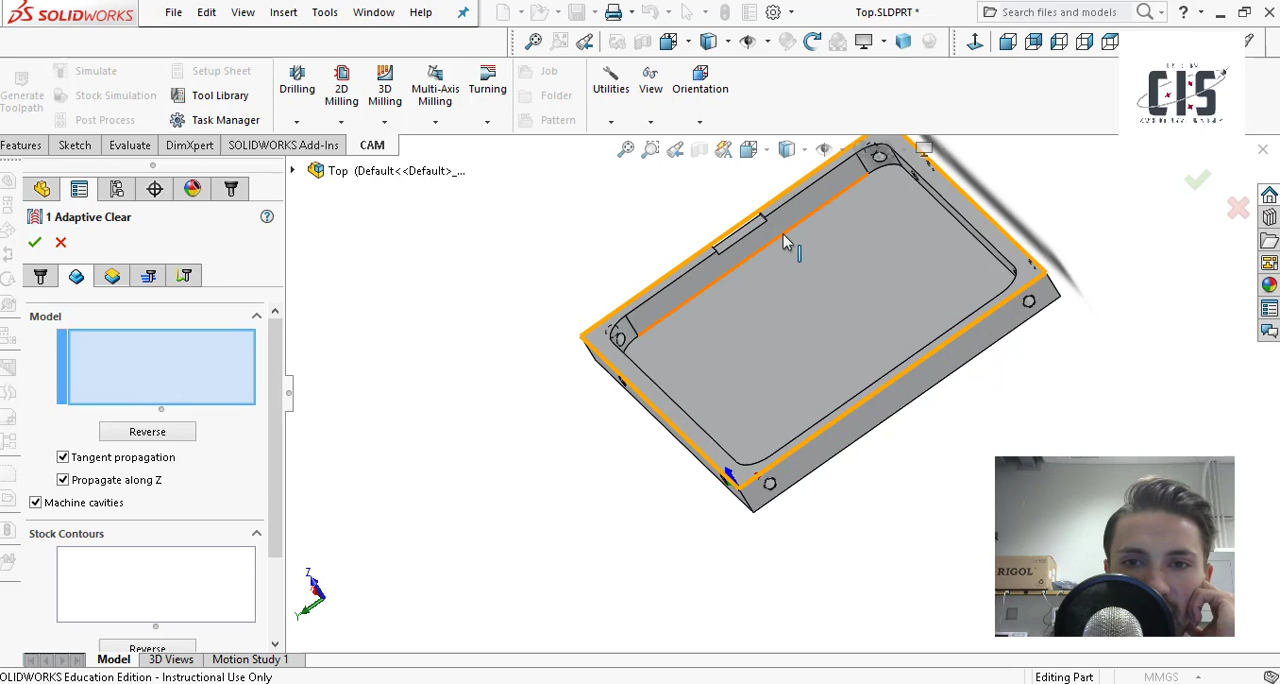 SOLIDWORKS File Edit View Insert Tools Window Help Top.SLDPRT * Search files and models ?
Generate Toolpath Simulate Stock Simulation Post Process Setup Sheet Tool Library Task Manager Drilling 2D Milling 3D Milling Multi-Axis Milling Turning Job Folder Pattern Utilities View Orientation
CIS
Features Sketch Evaluate DimXpert SOLIDWORKS Add-Ins CAM
Top (Default<<Default>_...
1 Adaptive Clear
Model
Reverse
Tangent propagation
Propagate along Z
Machine cavities
Stock Contours
Reverse
Z
Y
RIGOL
Model 3D Views Motion Study 1
OLIDWORKS Education Edition - Instructional Use Only Editing Part MMGS